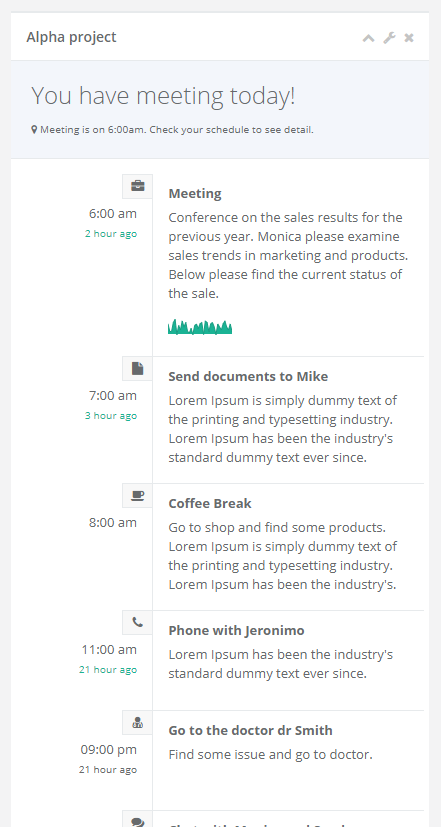 Alpha project
You have meeting today!
Meeting is on 6:00am. Check your schedule to see detail.
6:00 am
2 hour ago
Meeting
Conference on the sales results for the
previous year. Monica please examine
sales trends in marketing and products.
Below please find the current status of
the sale.
7:00 am
3 hour ago
Send documents to Mike
Lorem Ipsum is simply dummy text of
the printing and typesetting industry.
Lorem Ipsum has been the industry's
standard dummy text ever since.
8:00 am
Coffee Break
Go to shop and find some products.
Lorem Ipsum is simply dummy text of
the printing and typesetting industry.
Lorem Ipsum has been the industry's.
11:00 am
21 hour ago
Phone with Jeronimo
Lorem Ipsum has been the industry's
standard dummy text ever since.
09:00 pm
21 hour ago
Go to the doctor dr Smith
Find some issue and go to doctor.